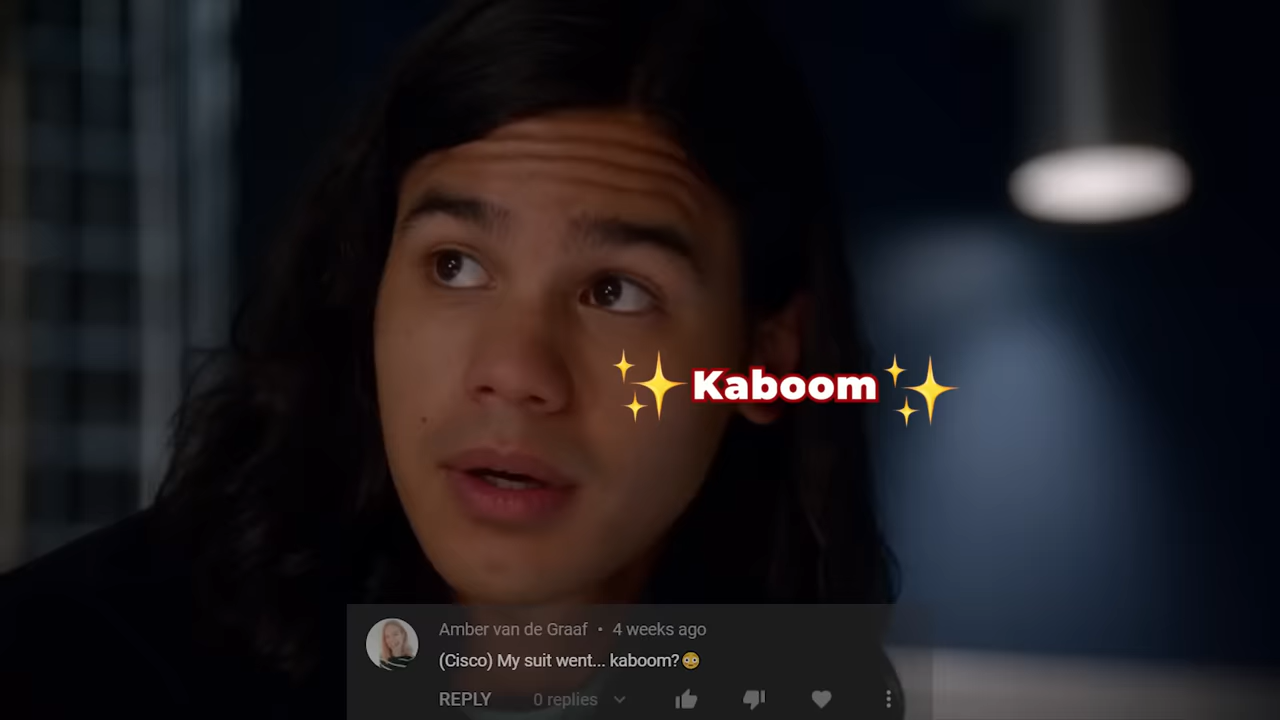 ✨Kaboom✨
Amber van de Graaf • 4 weeks ago
(Cisco) My suit went... kaboom?😳
REPLY 0 replies